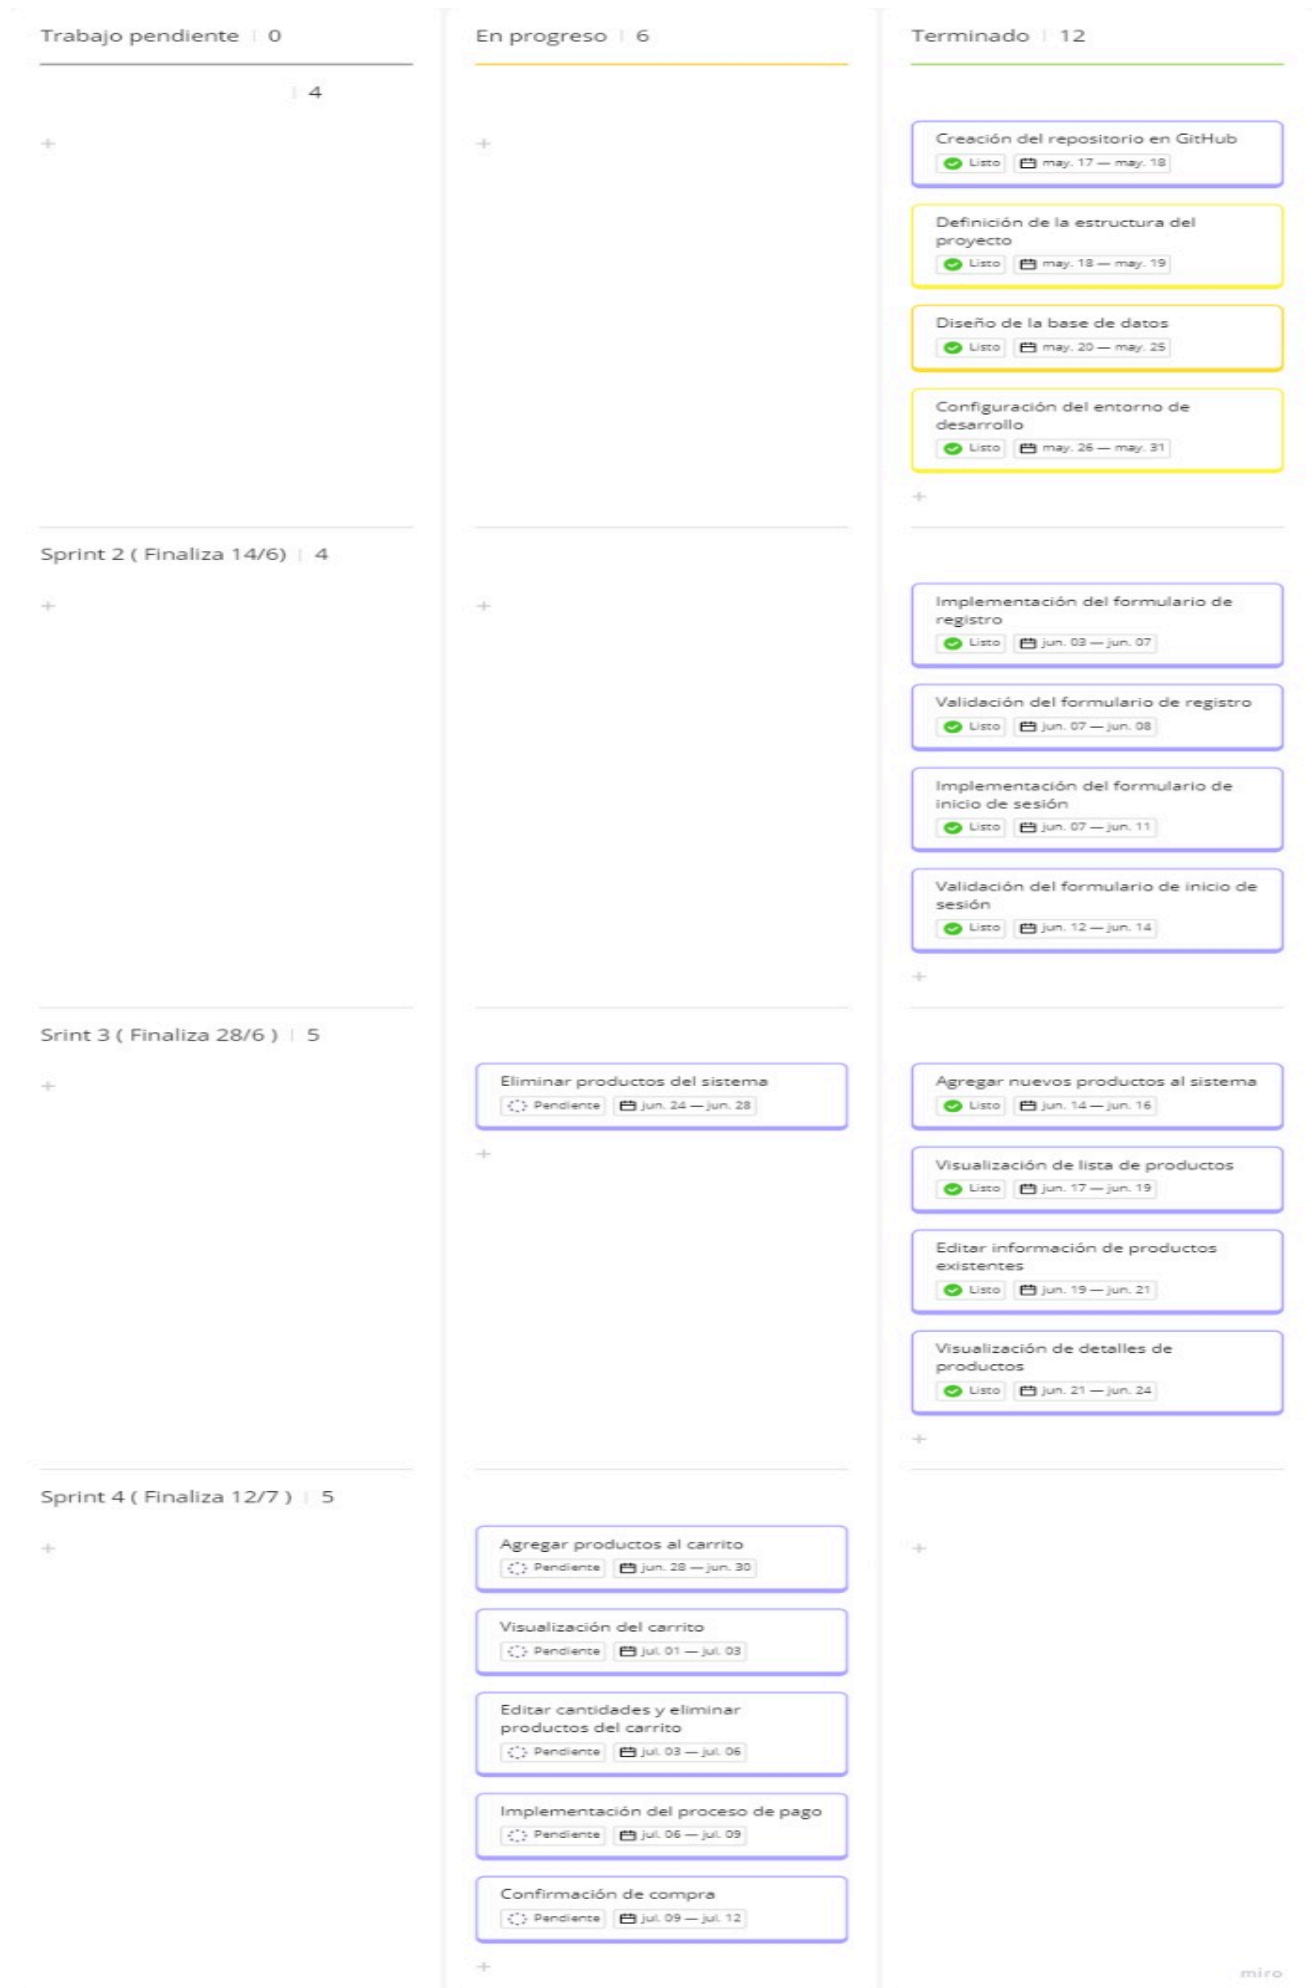 Trabajo pendiente | 0
En progreso | 6
Terminado | 12
| 4
+
+
Creación del repositorio en GitHub
Listo may. 17 — may. 18
Definición de la estructura del
proyecto
Listo may. 18 — may. 19
Diseño de la base de datos
Listo may. 20 — may. 25
Configuración del entorno de
desarrollo
Listo may. 26 — may. 31
+
Sprint 2 ( Finaliza 14/6) | 4
+
+
Implementación del formulario de
registro
Listo jun. 03 — jun. 07
Validación del formulario de registro
Listo jun. 07 — jun. 08
Implementación del formulario de
inicio de sesión
Listo jun. 07 — jun. 11
Validación del formulario de inicio de
sesión
Listo jun. 12 — jun. 14
+
Srint 3 ( Finaliza 28/6 ) | 5
+
Eliminar productos del sistema
Pendiente jun. 24 — jun. 28
+
Agregar nuevos productos al sistema
Listo jun. 14 — jun. 16
Visualización de lista de productos
Listo jun. 17 — jun. 19
Editar información de productos
existentes
Listo jun. 19 — jun. 21
Visualización de detalles de
productos
Listo jun. 21 — jun. 24
+
Sprint 4 ( Finaliza 12/7 ) | 5
+
Agregar productos al carrito
Pendiente jun. 28 — jun. 30
Visualización del carrito
Pendiente jul. 01 — jul. 03
Editar cantidades y eliminar
productos del carrito
Pendiente jul. 03 — jul. 06
Implementación del proceso de pago
Pendiente jul. 06 — jul. 09
Confirmación de compra
Pendiente jul. 09 — jul. 12
+
+
miro